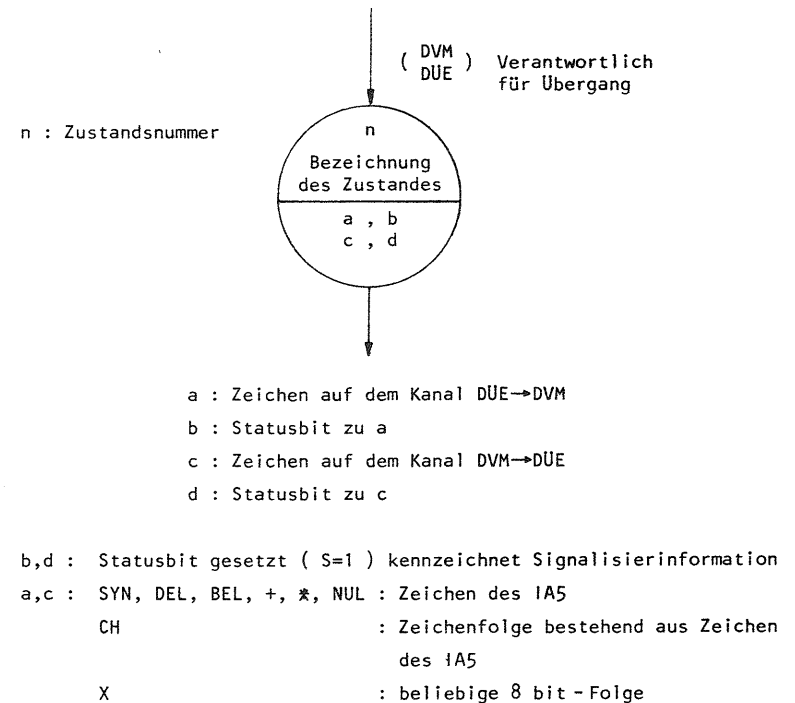 ( DVM
DUE ) Verantwortlich
für Übergang
n : Zustandsnummer
n
Bezeichnung
des Zustandes
a , b
c , d
a : Zeichen auf dem Kanal DÜE→DVM
b : Statusbit zu a
c : Zeichen auf dem Kanal DVM→DÜE
d : Statusbit zu c
b,d : Statusbit gesetzt ( S=1 ) kennzeichnet Signalisierinformation
a,c : SYN, DEL, BEL, +, *, NUL : Zeichen des IA5
CH : Zeichenfolge bestehend aus Zeichen
des IA5
X : beliebige 8 bit - Folge